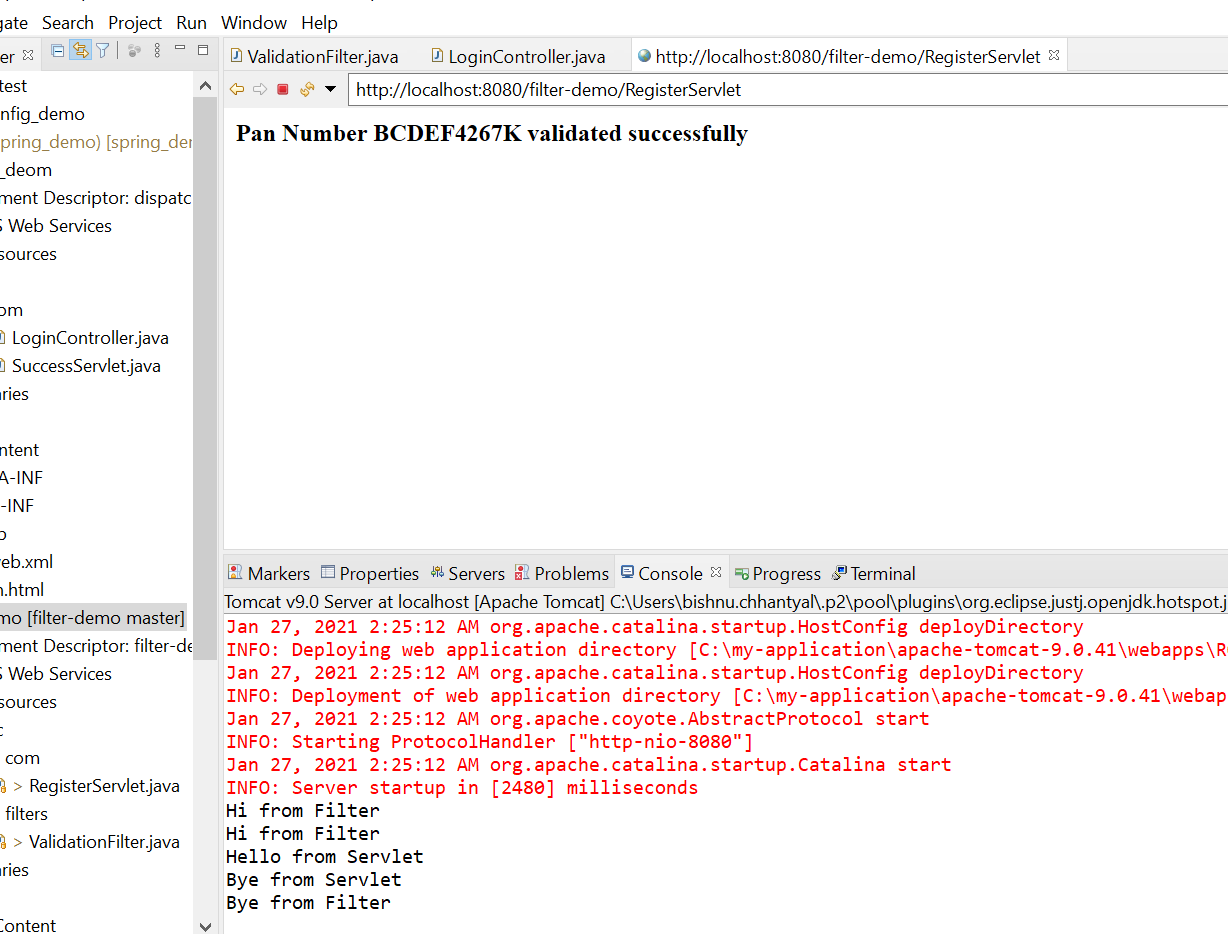 gate Search Project Run Window Help
er
ValidationFilter.java LoginController.java http://localhost:8080/filter-demo/RegisterServlet
http://localhost:8080/filter-demo/RegisterServlet
Pan Number BCDEF4267K validated successfully
test
nfig_demo
pring_demo) [spring_der
_deom
ment Descriptor: dispatc
S Web Services
sources
om
LoginController.java
SuccessServlet.java
aries
ntent
A-INF
-INF
b
web.xml
n.html
mo [filter-demo master]
ment Descriptor: filter-de
S Web Services
sources
c
com
> RegisterServlet.java
filters
> ValidationFilter.java
aries
Content
Markers Properties Servers Problems Console Progress Terminal
Tomcat v9.0 Server at localhost [Apache Tomcat] C:\Users\bishnu.chhantyal\.p2\pool\plugins\org.eclipse.justj.openjdk.hotspot.j
Jan 27, 2021 2:25:12 AM org.apache.catalina.startup.HostConfig deployDirectory
INFO: Deploying web application directory [C:\my-application\apache-tomcat-9.0.41\webapps\R
Jan 27, 2021 2:25:12 AM org.apache.catalina.startup.HostConfig deployDirectory
INFO: Deployment of web application directory [C:\my-application\apache-tomcat-9.0.41\webap
Jan 27, 2021 2:25:12 AM org.apache.coyote.AbstractProtocol start
INFO: Starting ProtocolHandler ["http-nio-8080"]
Jan 27, 2021 2:25:12 AM org.apache.catalina.startup.Catalina start
INFO: Server startup in [2480] milliseconds
Hi from Filter
Hi from Filter
Hello from Servlet
Bye from Servlet
Bye from Filter